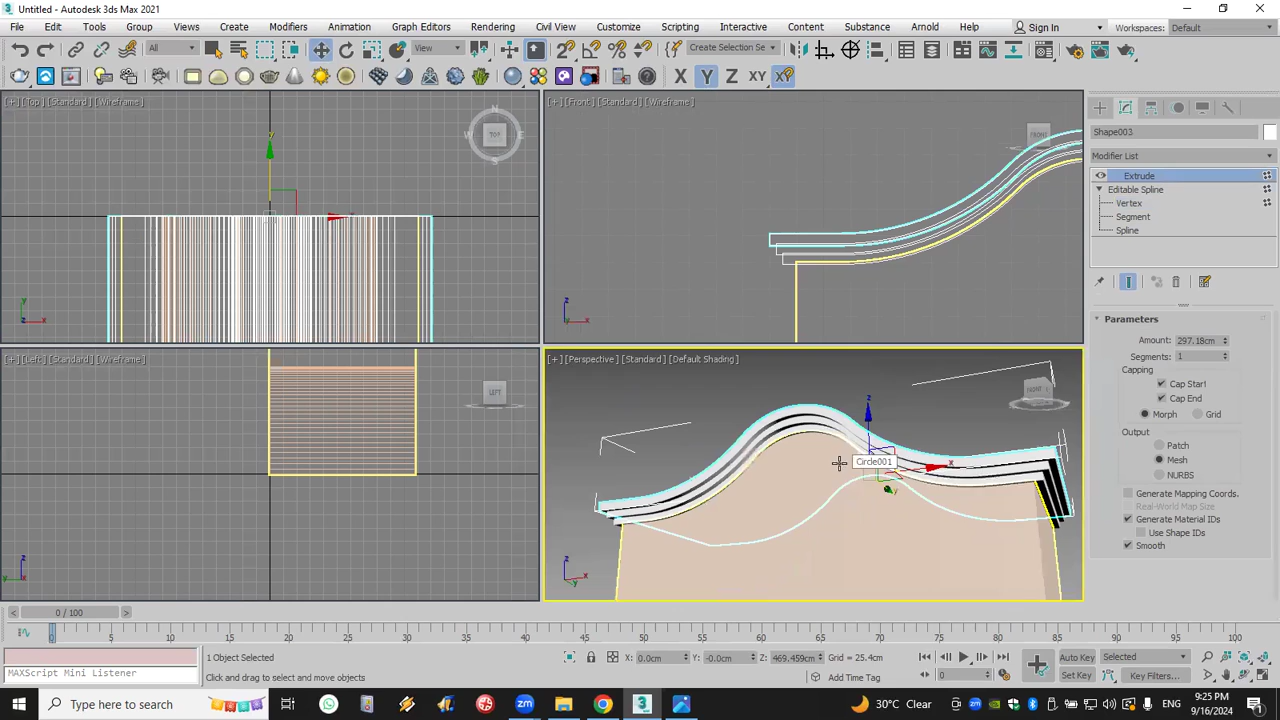 Untitled - Autodesk 3ds Max 2021
File Edit Tools Group Views Create Modifiers Animation Graph Editors Rendering Civil View Customize Scripting Interactive Content Substance Arnold Help Sign In Workspaces: Default
All View Create Selection Se
X Y Z XY XY
[+] [Top] [Standard] [Wireframe] [+] [Front] [Standard] [Wireframe]
N
W TOP E
S
FRONT
y
x
z
x
Shape003
Modifier List
Extrude
Editable Spline
Vertex
Segment
Spline
Parameters
Amount: 297.18cm
Segments: 1
Capping
Cap Start
Cap End
Morph Grid
Output
Patch
Mesh
NURBS
Generate Mapping Coords.
Real-World Map Size
Generate Material IDs
Use Shape IDs
Smooth
[+] [Left] [Standard] [Wireframe] [+] [Perspective] [Standard] [Default Shading]
LEFT
FRONT
z
x
y
Circle001
z
y
z
x
y
0 / 100
0 5 10 15 20 25 30 35 40 45 50 55 60 65 70 75 80 85 90 95 100
1 Object Selected X: 0.0cm Y: -0.0cm Z: 469.459cm Grid = 25.4cm Auto Key Selected
MAXScript Mini Listener Click and drag to select and move objects Add Time Tag 0 Set Key Key Filters...
Type here to search zm 30°C Clear ENG 9:25 PM
9/16/2024